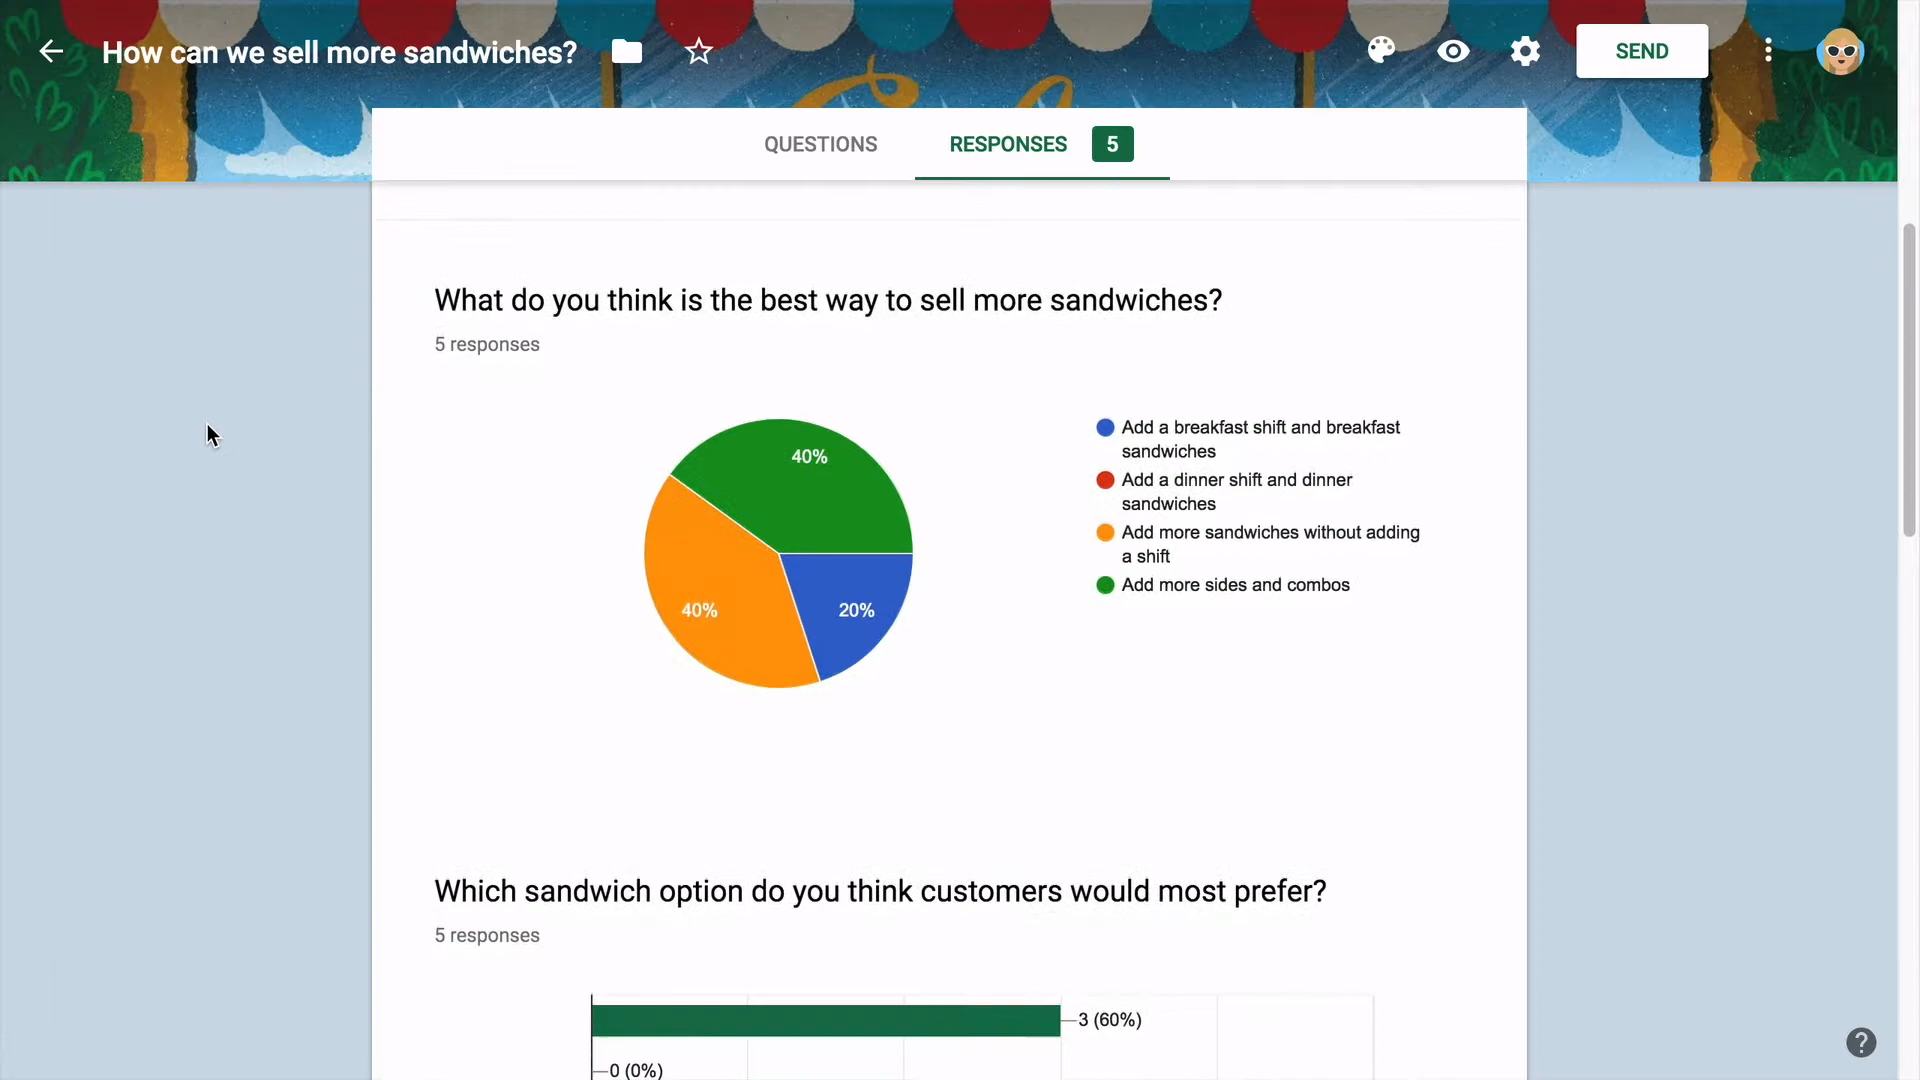 How can we sell more sandwiches?
SEND
QUESTIONS
RESPONSES 5
What do you think is the best way to sell more sandwiches?
5 responses
40%
40%
20%
Add a breakfast shift and breakfast
sandwiches
Add a dinner shift and dinner
sandwiches
Add more sandwiches without adding
a shift
Add more sides and combos
Which sandwich option do you think customers would most prefer?
5 responses
3 (60%)
0 (0%)
?